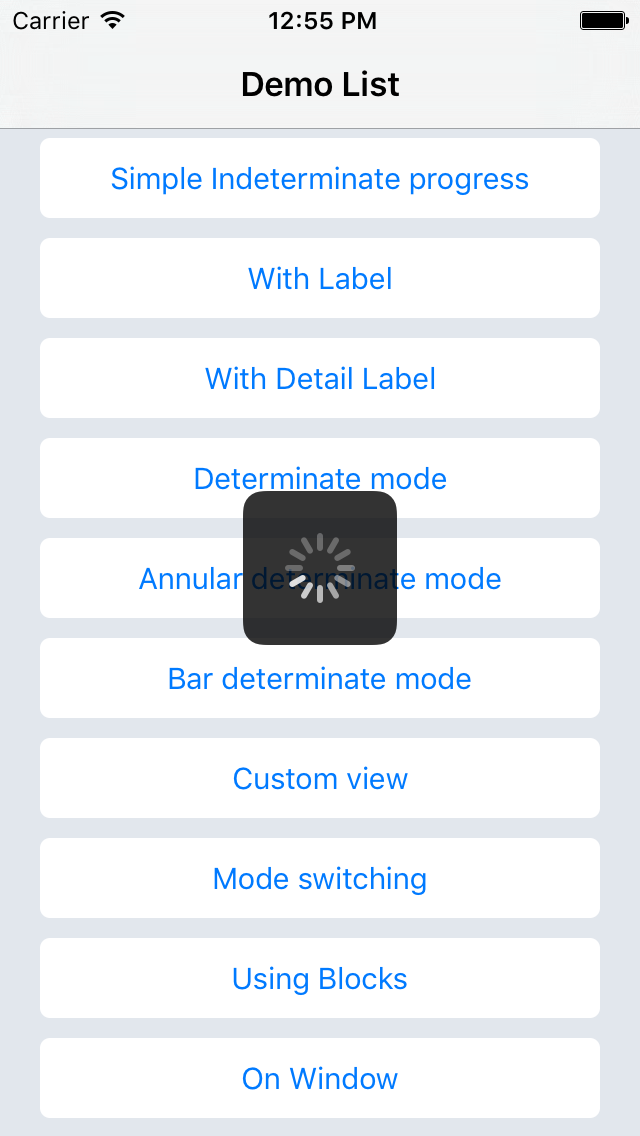 Carrier 12:55 PM
Demo List
Simple Indeterminate progress
With Label
With Detail Label
Determinate mode
Annular determinate mode
Bar determinate mode
Custom view
Mode switching
Using Blocks
On Window